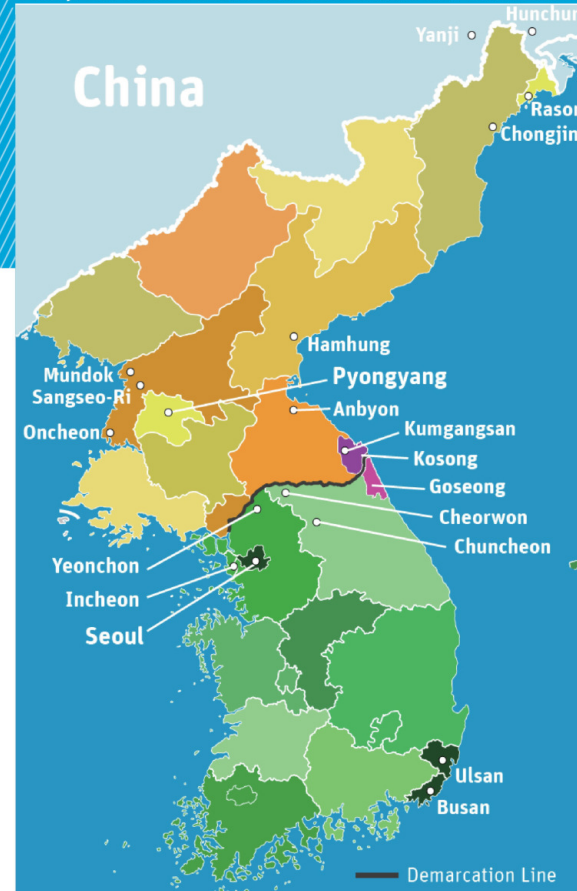 Hunchun
Yanji
China
Rason
Chongjin
Hamhung
Mundok
Pyongyang
Sangseo-Ri
Anbyon
Oncheon
Kumgangsan
Kosong
Goseong
Cheorwon
Chuncheon
Yeonchon
Incheon
Seoul
Ulsan
Busan
Demarcation Line